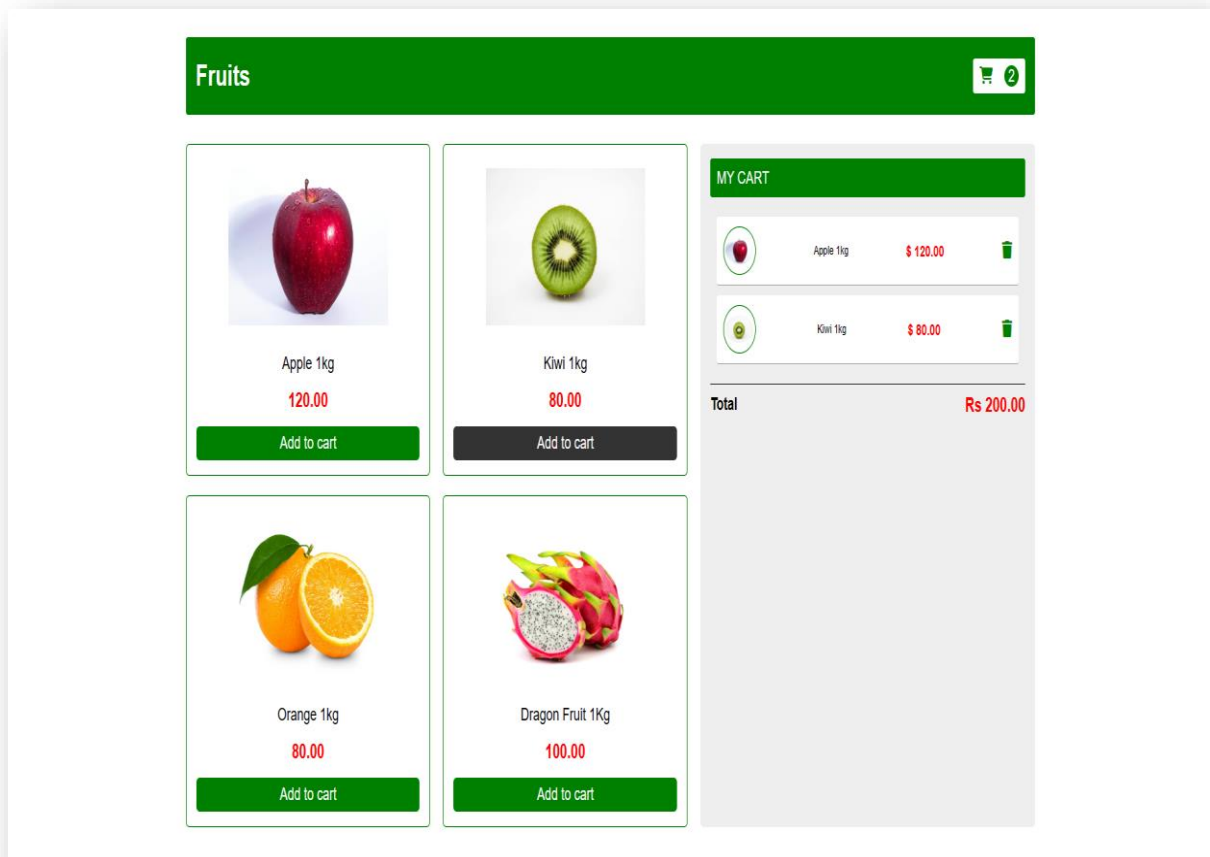 Fruits
2
Apple 1kg
120.00
Add to cart
Kiwi 1kg
80.00
Add to cart
Orange 1kg
80.00
Add to cart
Dragon Fruit 1Kg
100.00
Add to cart
MY CART
Apple 1kg $ 120.00
Kiwi 1kg $ 80.00
Total Rs 200.00